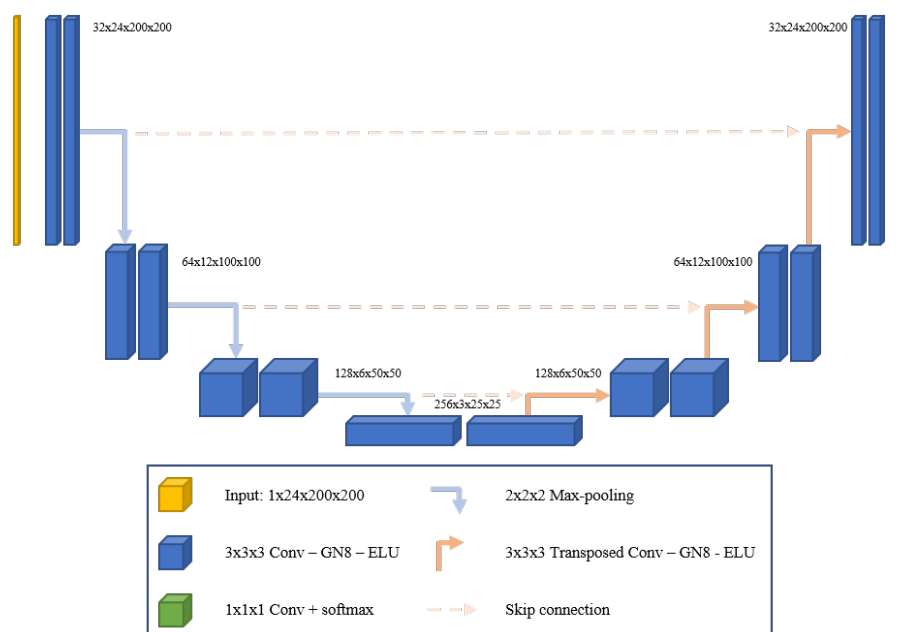 32x24x200x200
32x24x200x200
64x12x100x100
64x12x100x100
128x6x50x50
128x6x50x50
256x3x25x25
Input: 1x24x200x200
2x2x2 Max-pooling
3x3x3 Conv – GN8 – ELU
3x3x3 Transposed Conv – GN8 - ELU
1x1x1 Conv + softmax
Skip connection